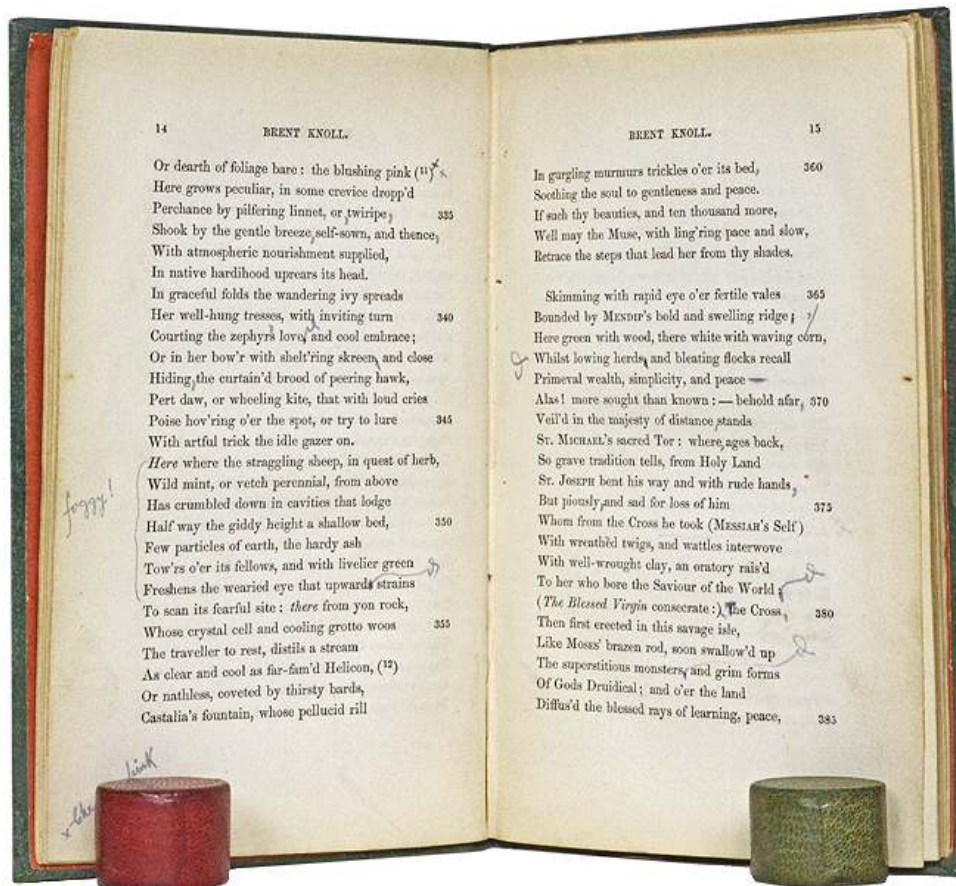 14
BRENT KNOLL.
Or dearth of foliage bare: the blushing pink (11) x
Here grows peculiar, in some crevice dropp'd
Perchance by pilfering linnet, or, twiripe, 335
Shook by the gentle breeze, self-sown, and thence,
With atmospheric nourishment supplied,
In native hardihood uprears its head.
In graceful folds the wandering ivy spreads
Her well-hung tresses, with inviting turn 340
Courting the zephyr's love, and cool embrace;
Or in her bow'r with shelt'ring skreen, and close
Hiding, the curtain'd brood of peering hawk,
Pert daw, or wheeling kite, that with loud cries
Poise hov'ring o'er the spot, or try to lure 345
With artful trick the idle gazer on.
Here where the straggling sheep, in quest of herb,
Wild mint, or vetch perennial, from above
foggy!
Has crumbled down in cavities that lodge
Half way the giddy height a shallow bed, 350
Few particles of earth, the hardy ash
Tow'rs o'er its fellows, and with livelier green
Freshens the wearied eye that upwards strains
To scan its fearful site: there from yon rock,
Whose crystal cell and cooling grotto woos 355
The traveller to rest, distils a stream
As clear and cool as far-fam'd Helicon, (12)
Or nathless, coveted by thirsty bards,
Castalia's fountain, whose pellucid rill
BRENT KNOLL.
15
In gurgling murmurs trickles o'er its bed, 360
Soothing the soul to gentleness and peace.
If such thy beauties, and ten thousand more,
Well may the Muse, with ling'ring pace and slow,
Retrace the steps that lead her from thy shades.
Skimming with rapid eye o'er fertile vales 365
Bounded by MENDIP's bold and swelling ridge;
Here green with wood, there white with waving corn,
Whilst lowing herds, and bleating flocks recall
Primeval wealth, simplicity, and peace —
Alas! more sought than known: — behold afar, 370
Veil'd in the majesty of distance, stands
ST. MICHAEL's sacred Tor: where, ages back,
So grave tradition tells, from Holy Land
ST. JOSEPH bent his way and with rude hands,
But piously, and sad for loss of him 375
Whom from the Cross he took (MESSIAH's Self)
With wreathèd twigs, and wattles interwove
With well-wrought clay, an oratory rais'd
To her who bore the Saviour of the World;
(The Blessed Virgin consecrate:) The Cross, 380
Then first erected in this savage isle,
Like MOSES' brazen rod, soon swallow'd up
The superstitious monsters, and grim forms
Of Gods Druidical; and o'er the land
Diffus'd the blessed rays of learning, peace, 385